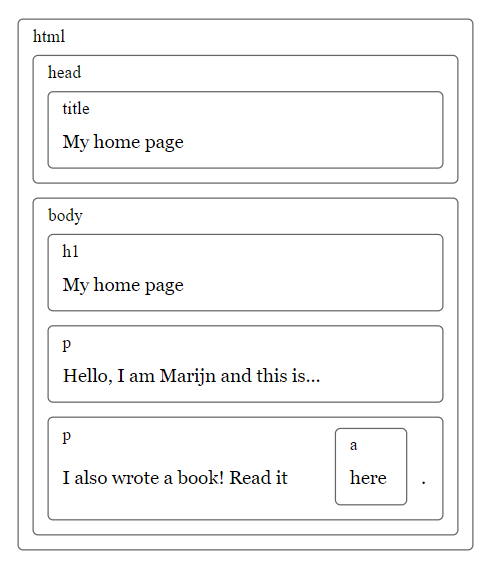 html
head
title
My home page
body
h1
My home page
p
Hello, I am Marijn and this is...
p
a
I also wrote a book! Read it here .